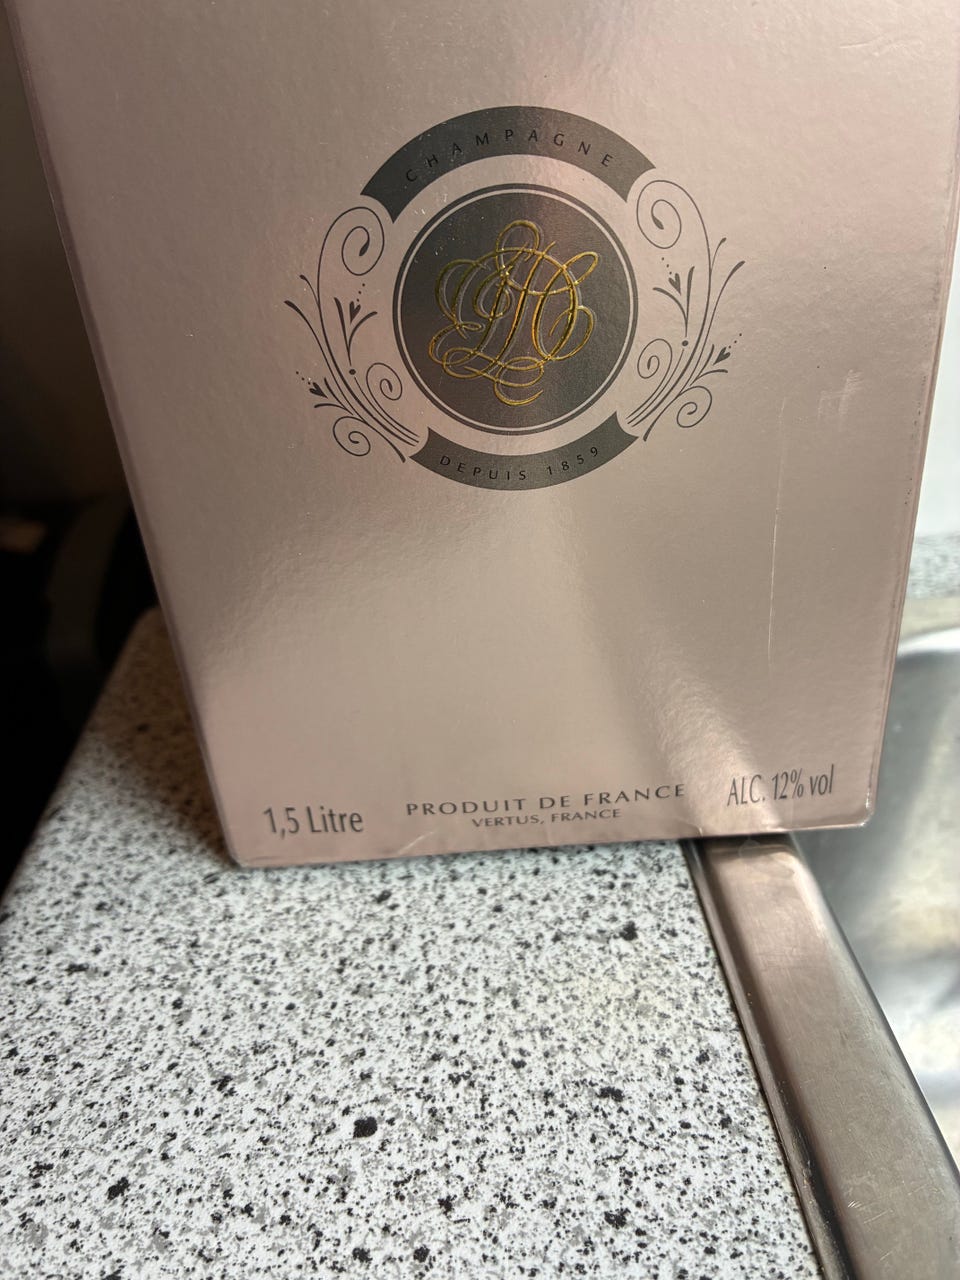 CHAMPAGNE
DEPUIS 1859
1,5 Litre
PRODUIT DE FRANCE
VERTUS, FRANCE
ALC. 12% vol